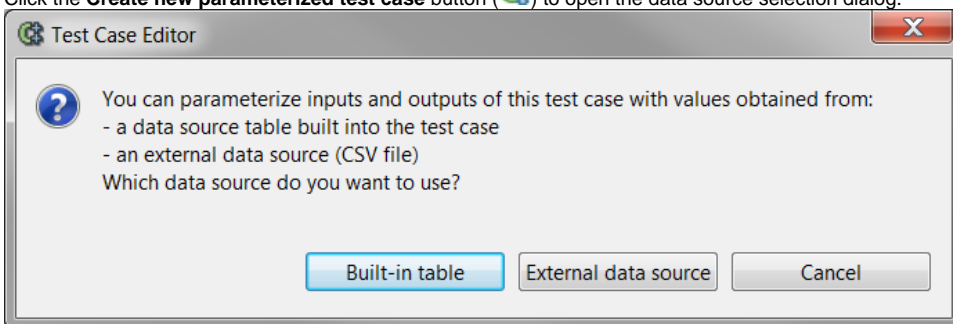 Click the Create new parameterized test case button ( ) to open the data source selection dialog.
Test Case Editor
You can parameterize inputs and outputs of this test case with values obtained from:
- a data source table built into the test case
- an external data source (CSV file)
Which data source do you want to use?
Built-in table External data source Cancel